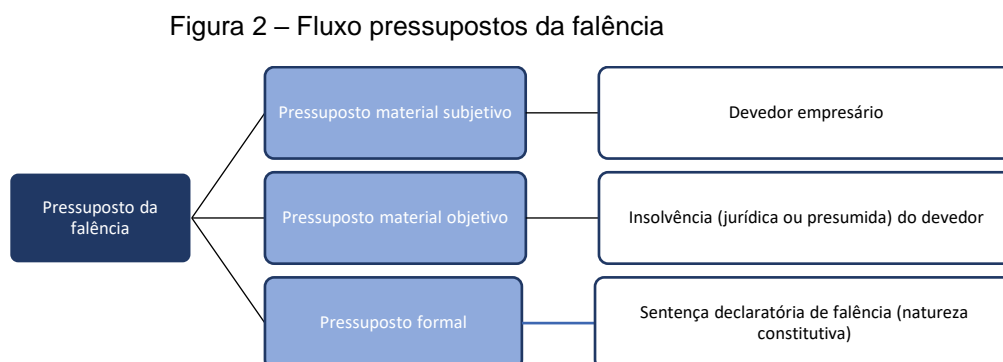 Figura 2 – Fluxo pressupostos da falência
Pressuposto da
falência
Pressuposto material subjetivo
Devedor empresário
Pressuposto material objetivo
Insolvência (jurídica ou presumida) do devedor
Pressuposto formal
Sentença declaratória de falência (natureza
constitutiva)